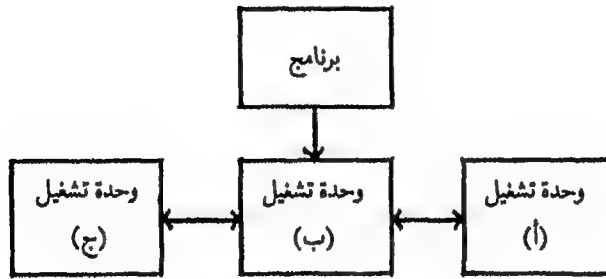 برنامج
وحدة تشغيل
(أ)
وحدة تشغيل
(ب)
وحدة تشغيل
(ج)